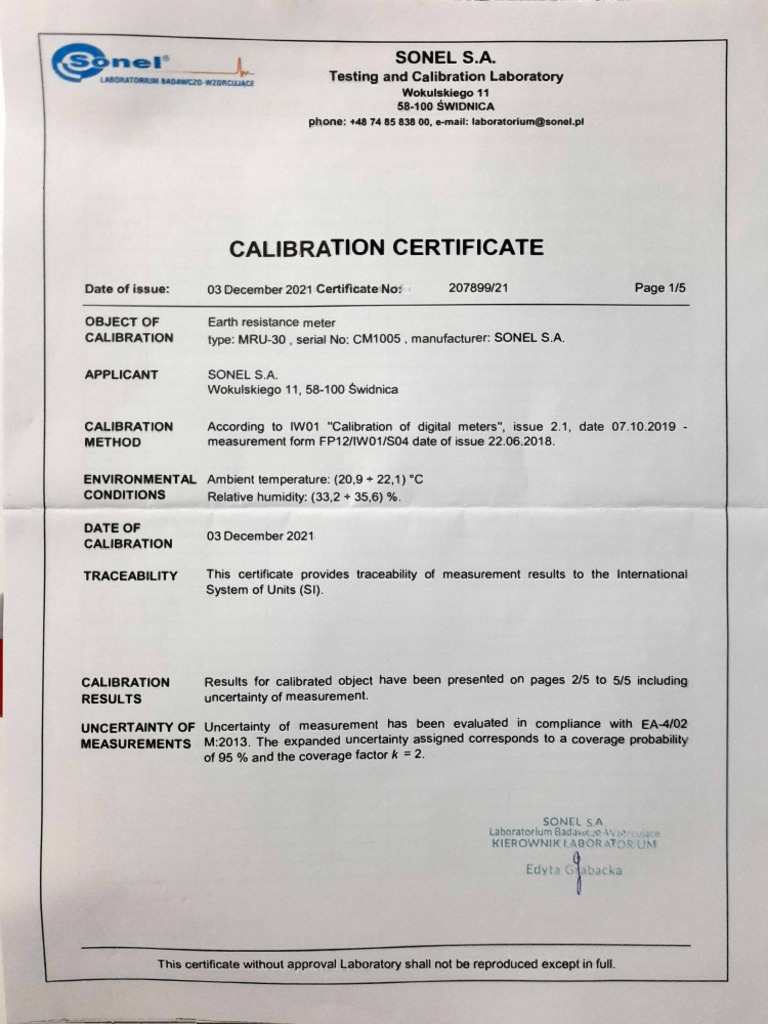 Sonel®
LABORATORIUM BADAWCZO-WZORCUJĄCE
SONEL S.A.
Testing and Calibration Laboratory
Wokulskiego 11
58-100 ŚWIDNICA
phone: +48 74 85 838 00, e-mail: laboratorium@sonel.pl
CALIBRATION CERTIFICATE
Date of issue: 03 December 2021 Certificate No: 207899/21 Page 1/5
OBJECT OF CALIBRATION
Earth resistance meter
type: MRU-30 , serial No: CM1005 , manufacturer: SONEL S.A.
APPLICANT
SONEL S.A.
Wokulskiego 11, 58-100 Świdnica
CALIBRATION METHOD
According to IW01 "Calibration of digital meters", issue 2.1, date 07.10.2019 -
measurement form FP12/IW01/S04 date of issue 22.06.2018.
ENVIRONMENTAL CONDITIONS
Ambient temperature: (20,9 ÷ 22,1) °C
Relative humidity: (33,2 ÷ 35,6) %.
DATE OF CALIBRATION
03 December 2021
TRACEABILITY
This certificate provides traceability of measurement results to the International
System of Units (SI).
CALIBRATION RESULTS
Results for calibrated object have been presented on pages 2/5 to 5/5 including
uncertainty of measurement.
UNCERTAINTY OF MEASUREMENTS
Uncertainty of measurement has been evaluated in compliance with EA-4/02
M:2013. The expanded uncertainty assigned corresponds to a coverage probability
of 95 % and the coverage factor k = 2.
SONEL S.A
Laboratorium Badawczo-Wzorcujące
KIEROWNIK LABORATORIUM
Edyta Grabacka
This certificate without approval Laboratory shall not be reproduced except in full.